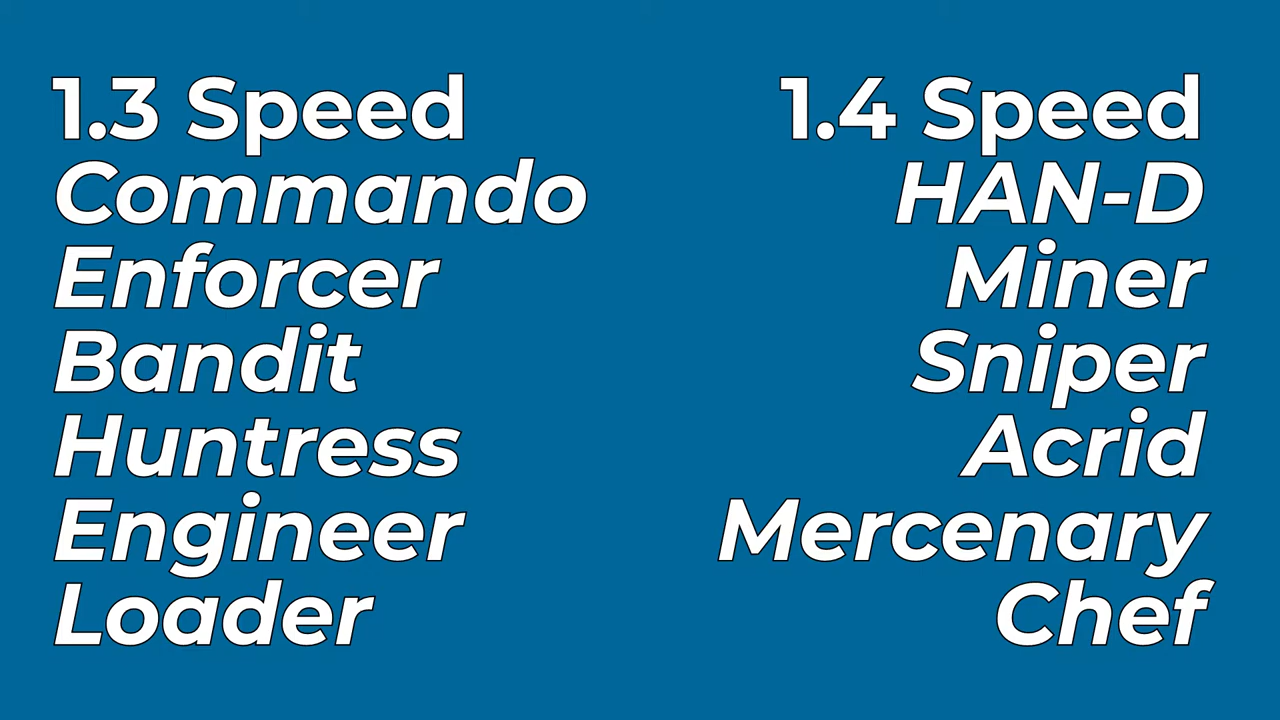 1.3 Speed
Commando
Enforcer
Bandit
Huntress
Engineer
Loader
1.4 Speed
HAN-D
Miner
Sniper
Acrid
Mercenary
Chef